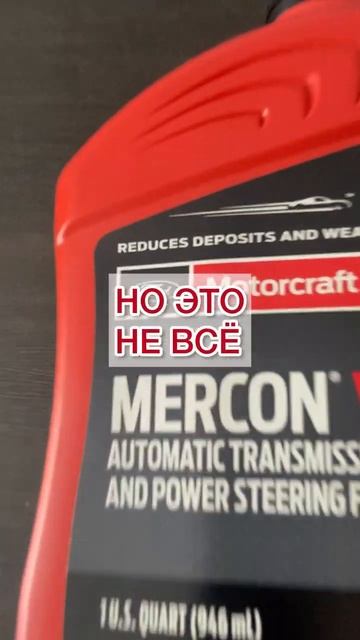 REDUCES DEPOSITS AND WEA
Motorcraft
НО ЭТО
НЕ ВСЁ
MERCON®
AUTOMATIC TRANSMISS
AND POWER STEERING F
1 U.S. QUART (946 mL)